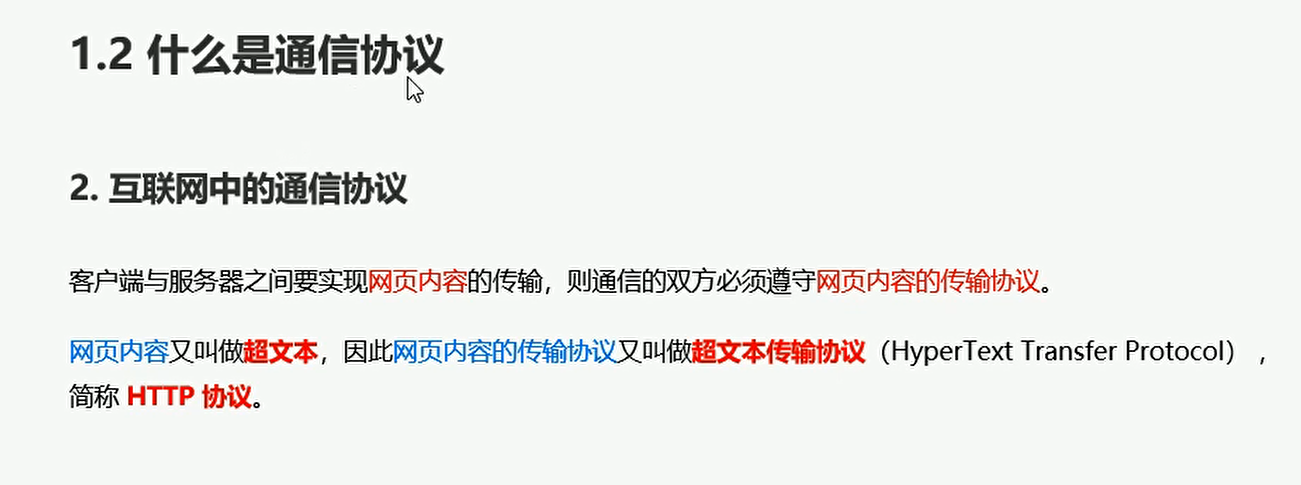 1.2 什么是通信协议
2. 互联网中的通信协议
客户端与服务器之间要实现网页内容的传输，则通信的双方必须遵守网页内容的传输协议。
网页内容又叫做超文本，因此网页内容的传输协议又叫做超文本传输协议（HyperText Transfer Protocol），
简称 HTTP 协议。